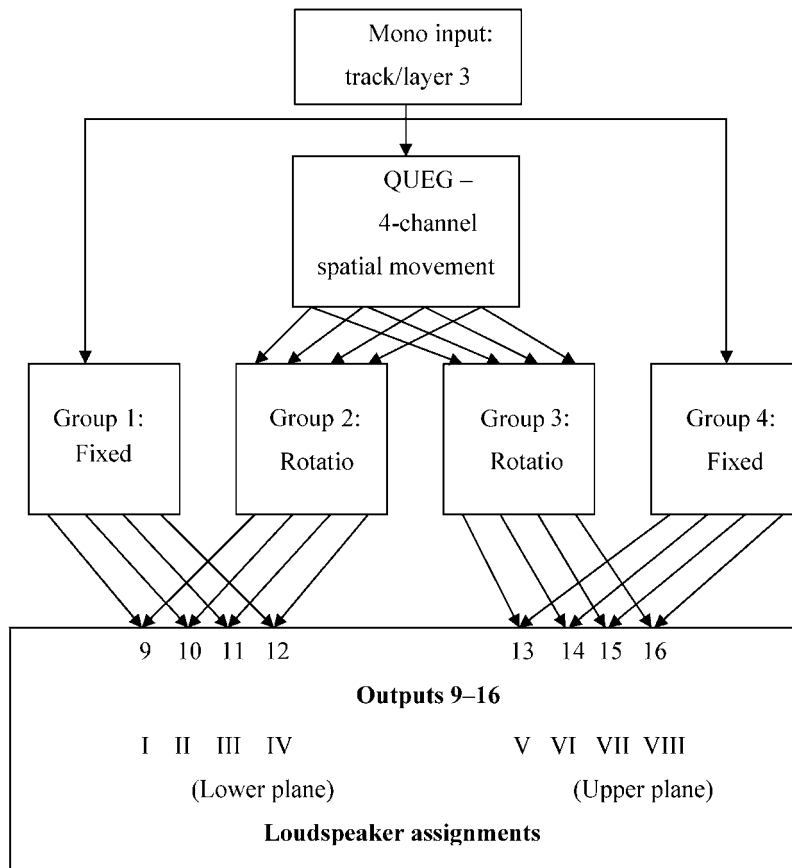 Mono input:
track/layer 3
QUEG –
4-channel
spatial movement
Group 1:
Fixed
Group 2:
Rotatio
Group 3:
Rotatio
Group 4:
Fixed
9 10 11 12 13 14 15 16
Outputs 9–16
I II III IV V VI VII VIII
(Lower plane) (Upper plane)
Loudspeaker assignments